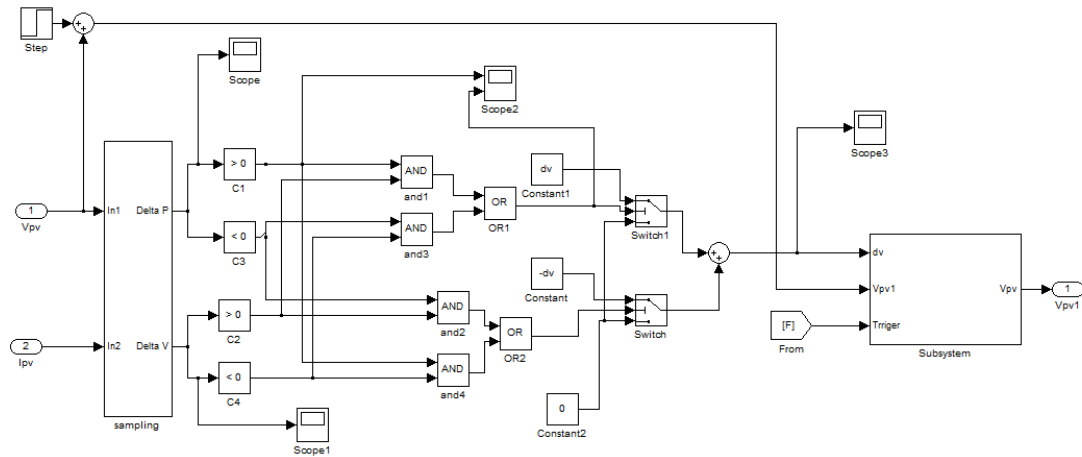 Step
Scope
Scope2
Scope3
> 0
C1
AND
and1
dv
Constant1
1
Vpv
In1
Delta P
OR
OR1
Switch1
< 0
C3
AND
and3
-dv
Constant
dv
Vpv1
Vpv
1
Vpv1
Trriger
Subsystem
[F]
From
> 0
C2
AND
and2
OR
OR2
Switch
2
Ipv
In2
Delta V
< 0
C4
AND
and4
0
Constant2
sampling
Scope1